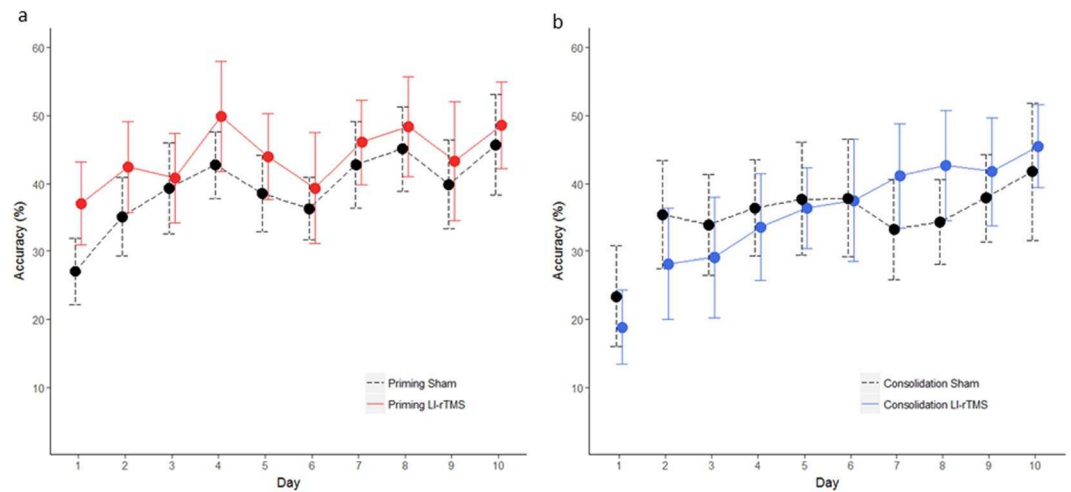 a
60
50
40
30
20
10
Accuracy (%)
Priming Sham
Priming LI-rTMS
1 2 3 4 5 6 7 8 9 10
Day
b
60
50
40
30
20
10
Accuracy (%)
Consolidation Sham
Consolidation LI-rTMS
1 2 3 4 5 6 7 8 9 10
Day